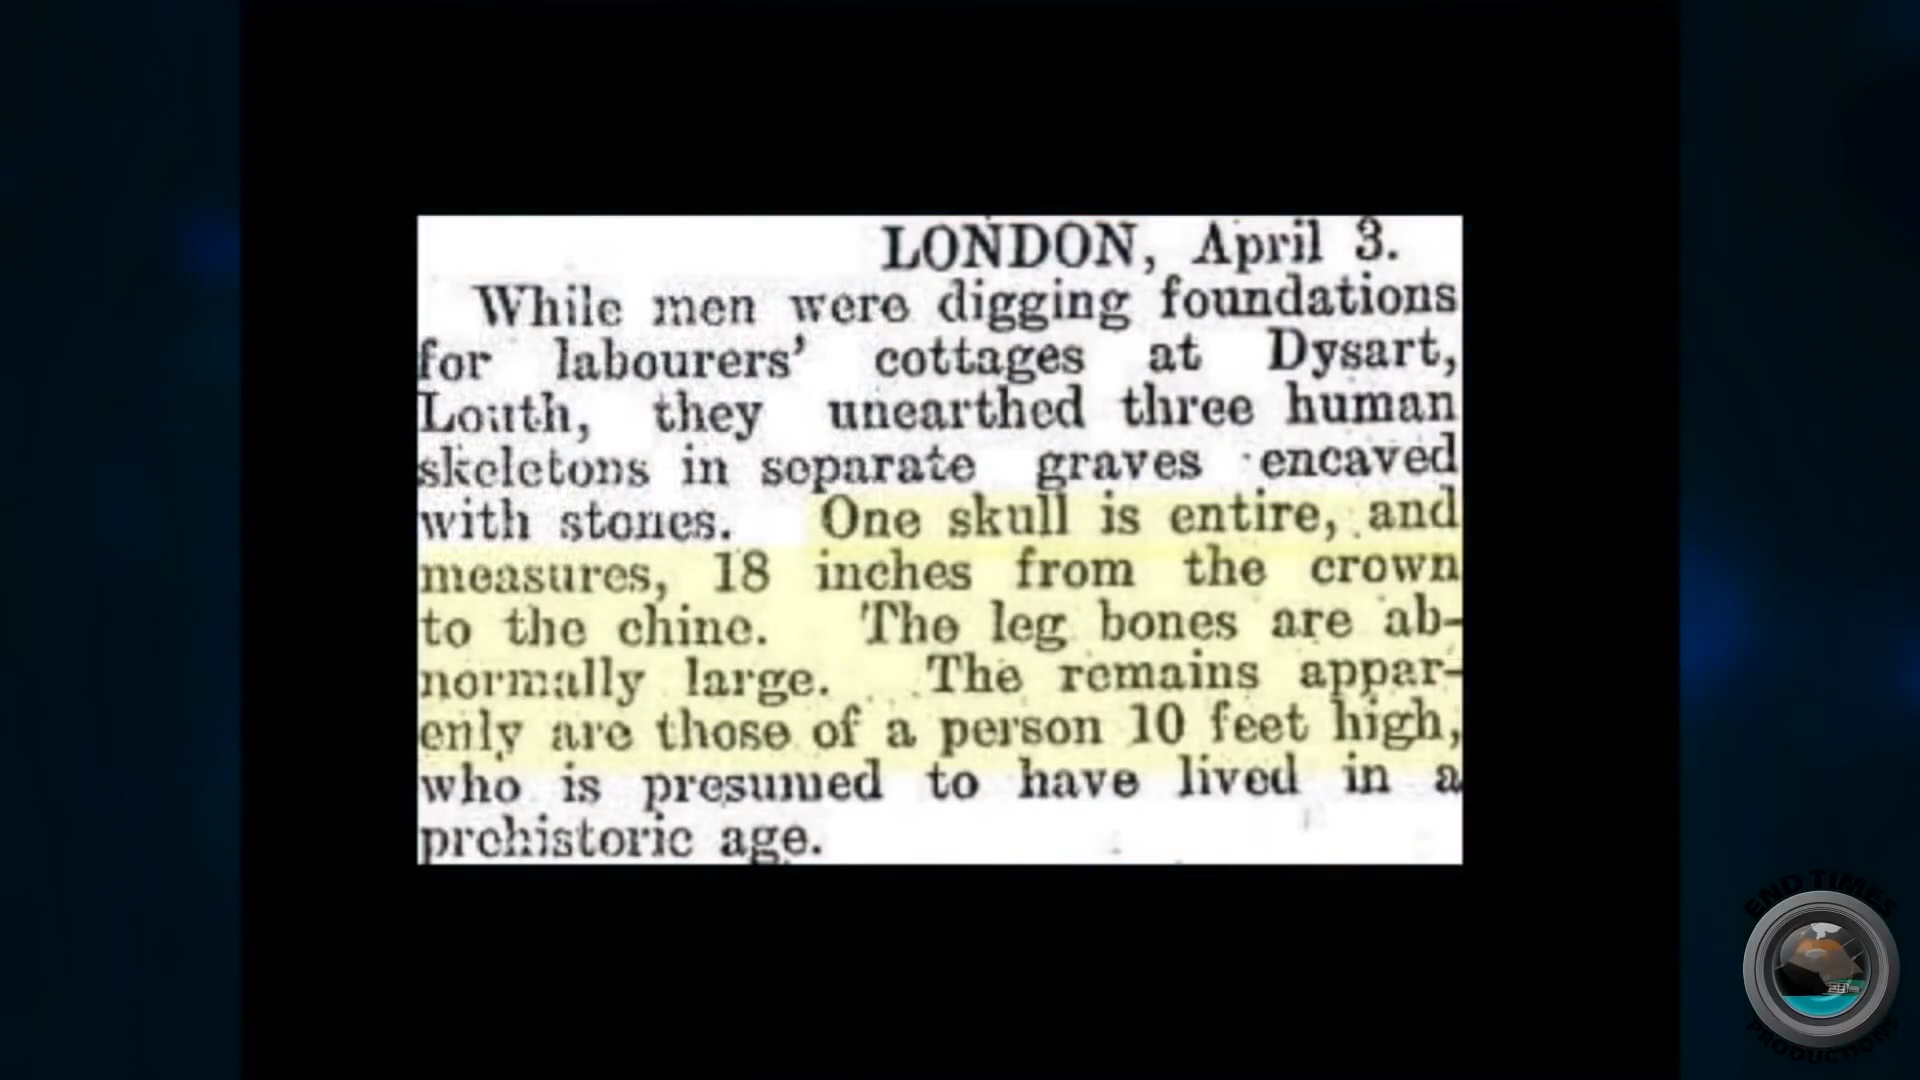 LONDON, April 3.
While men were digging foundations
for labourers' cottages at Dysart,
Louth, they unearthed three human
skeletons in separate graves encaved
with stones. One skull is entire, and
measures, 18 inches from the crown
to the chine. The leg bones are ab-
normally large. The remains appar-
enly are those of a person 10 feet high,
who is presumed to have lived in a
prehistoric age.
END TIMES
PRODUCTIONS